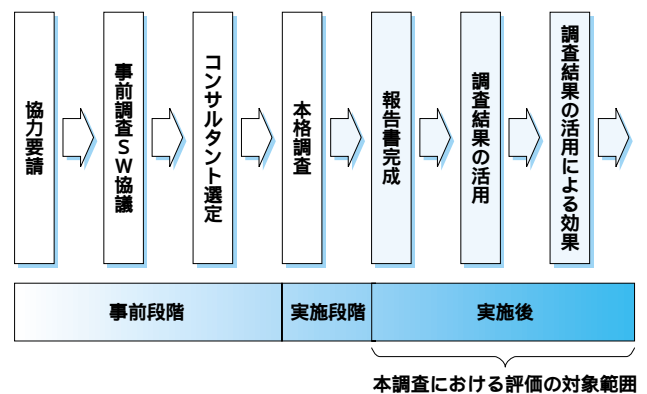 協力要請
事前調査SW協議
コンサルタント選定
本格調査
報告書完成
調査結果の活用
調査結果の活用による効果
事前段階
実施段階
実施後
本調査における評価の対象範囲